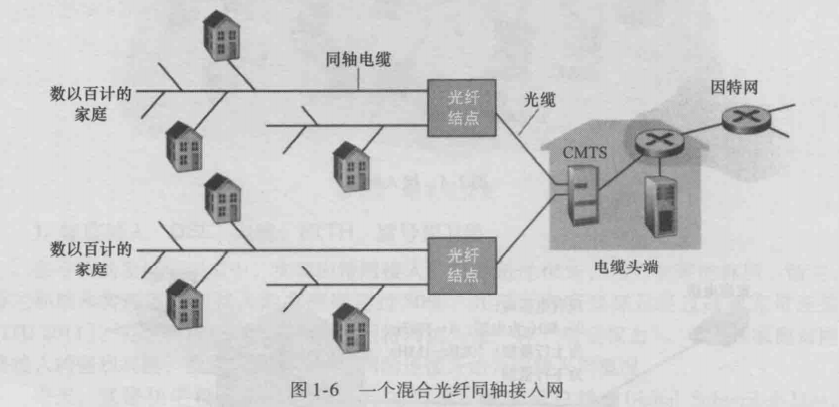 同轴电缆
数以百计的
家庭
光纤
结点
光缆
因特网
CMTS
数以百计的
家庭
光纤
结点
电缆头端
图 1-6 一个混合光纤同轴接入网